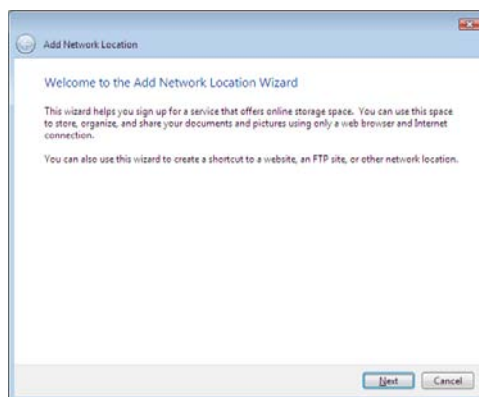 Add Network Location
Welcome to the Add Network Location Wizard
This wizard helps you sign up for a service that offers online storage space. You can use this space
to store, organize, and share your documents and pictures using only a web browser and Internet
connection.
You can also use this wizard to create a shortcut to a website, an FTP site, or other network location.
Next Cancel